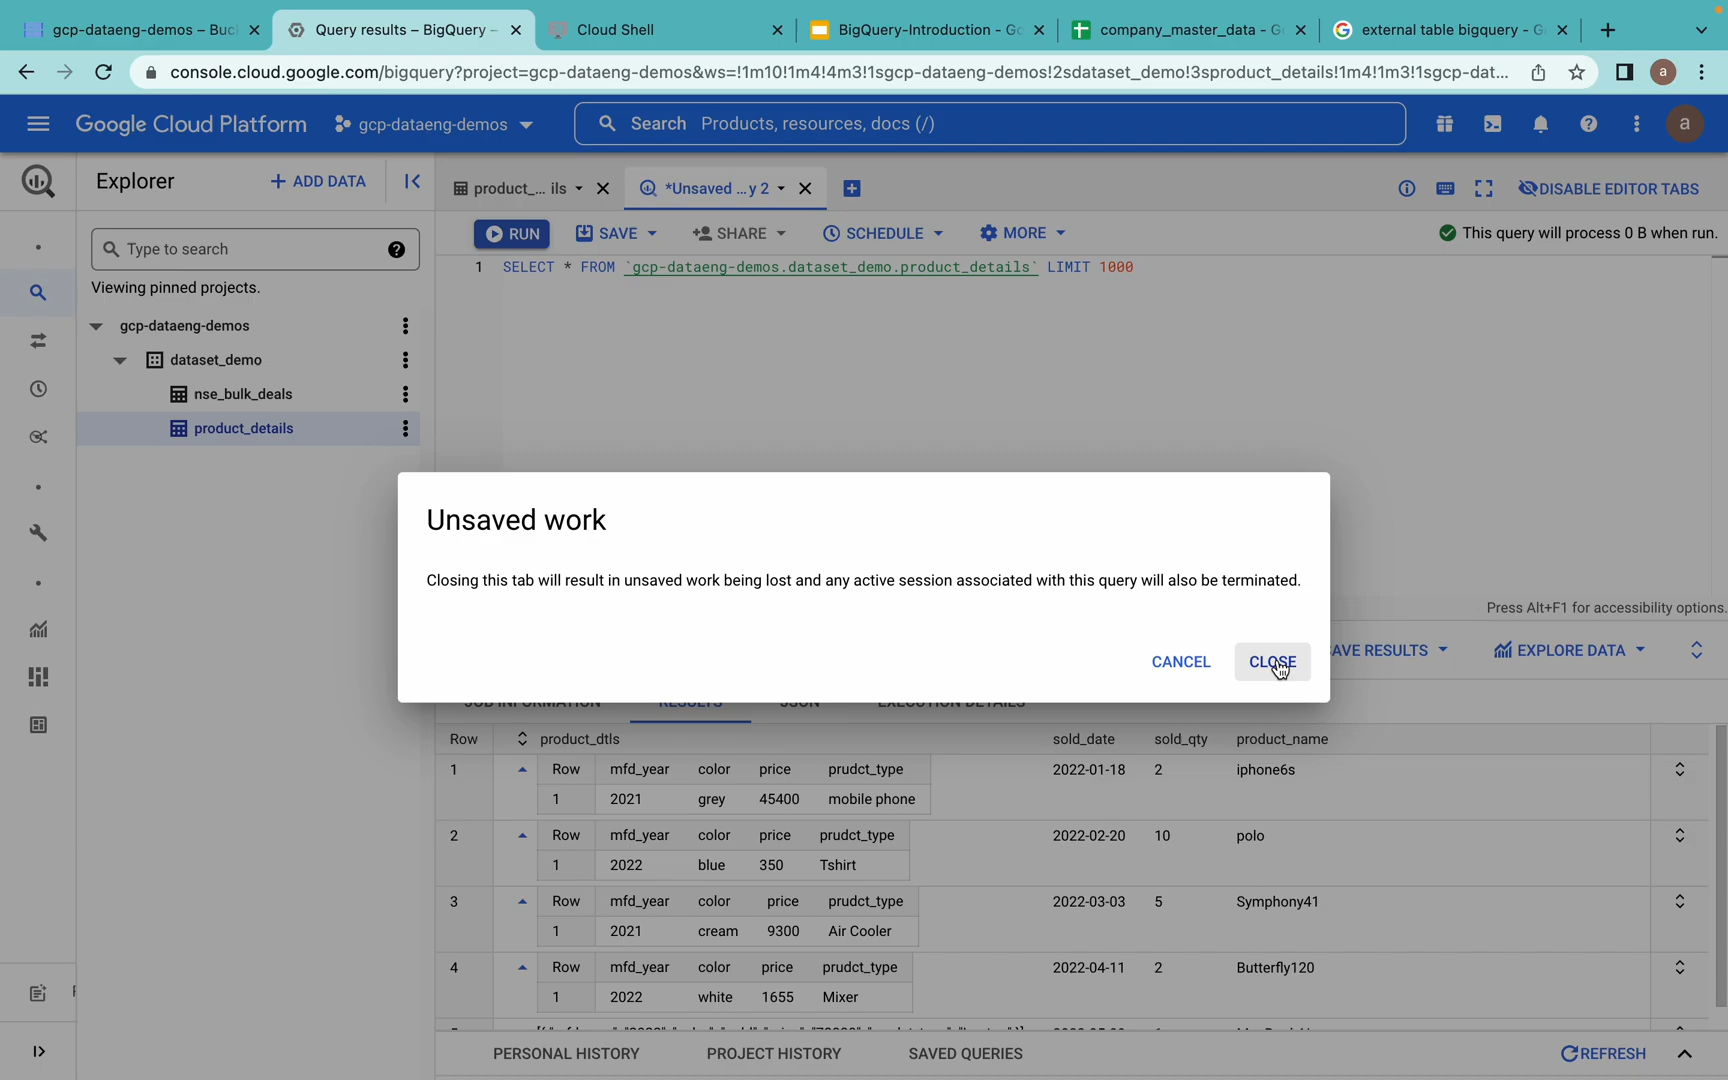 gcp-dataeng-demos – Buc
Query results – BigQuery –
Cloud Shell
BigQuery-Introduction - Go
company_master_data - G
external table bigquery - G
console.cloud.google.com/bigquery?project=gcp-dataeng-demos&ws=!1m10!1m4!4m3!1sgcp-dataeng-demos!2sdataset_demo!3sproduct_details!1m4!1m3!1sgcp-dat...
a
Google Cloud Platform
gcp-dataeng-demos
Search Products, resources, docs (/)
a
Explorer
+ ADD DATA
product_... ils
*Unsaved ...y 2
DISABLE EDITOR TABS
RUN
SAVE
SHARE
SCHEDULE
MORE
This query will process 0 B when run.
Type to search
Viewing pinned projects.
gcp-dataeng-demos
dataset_demo
nse_bulk_deals
product_details
1 SELECT * FROM `gcp-dataeng-demos.dataset_demo.product_details` LIMIT 1000
Unsaved work
Closing this tab will result in unsaved work being lost and any active session associated with this query will also be terminated.
CANCEL
CLOSE
Press Alt+F1 for accessibility options.
AVE RESULTS
EXPLORE DATA
JOB INFORMATION
RESULTS
JSON
EXECUTION DETAILS
Row product_dtls sold_date sold_qty product_name
1 Row mfd_year color price prudct_type 2022-01-18 2 iphone6s
1 2021 grey 45400 mobile phone
2 Row mfd_year color price prudct_type 2022-02-20 10 polo
1 2022 blue 350 Tshirt
3 Row mfd_year color price prudct_type 2022-03-03 5 Symphony41
1 2021 cream 9300 Air Cooler
4 Row mfd_year color price prudct_type 2022-04-11 2 Butterfly120
1 2022 white 1655 Mixer
PERSONAL HISTORY
PROJECT HISTORY
SAVED QUERIES
REFRESH